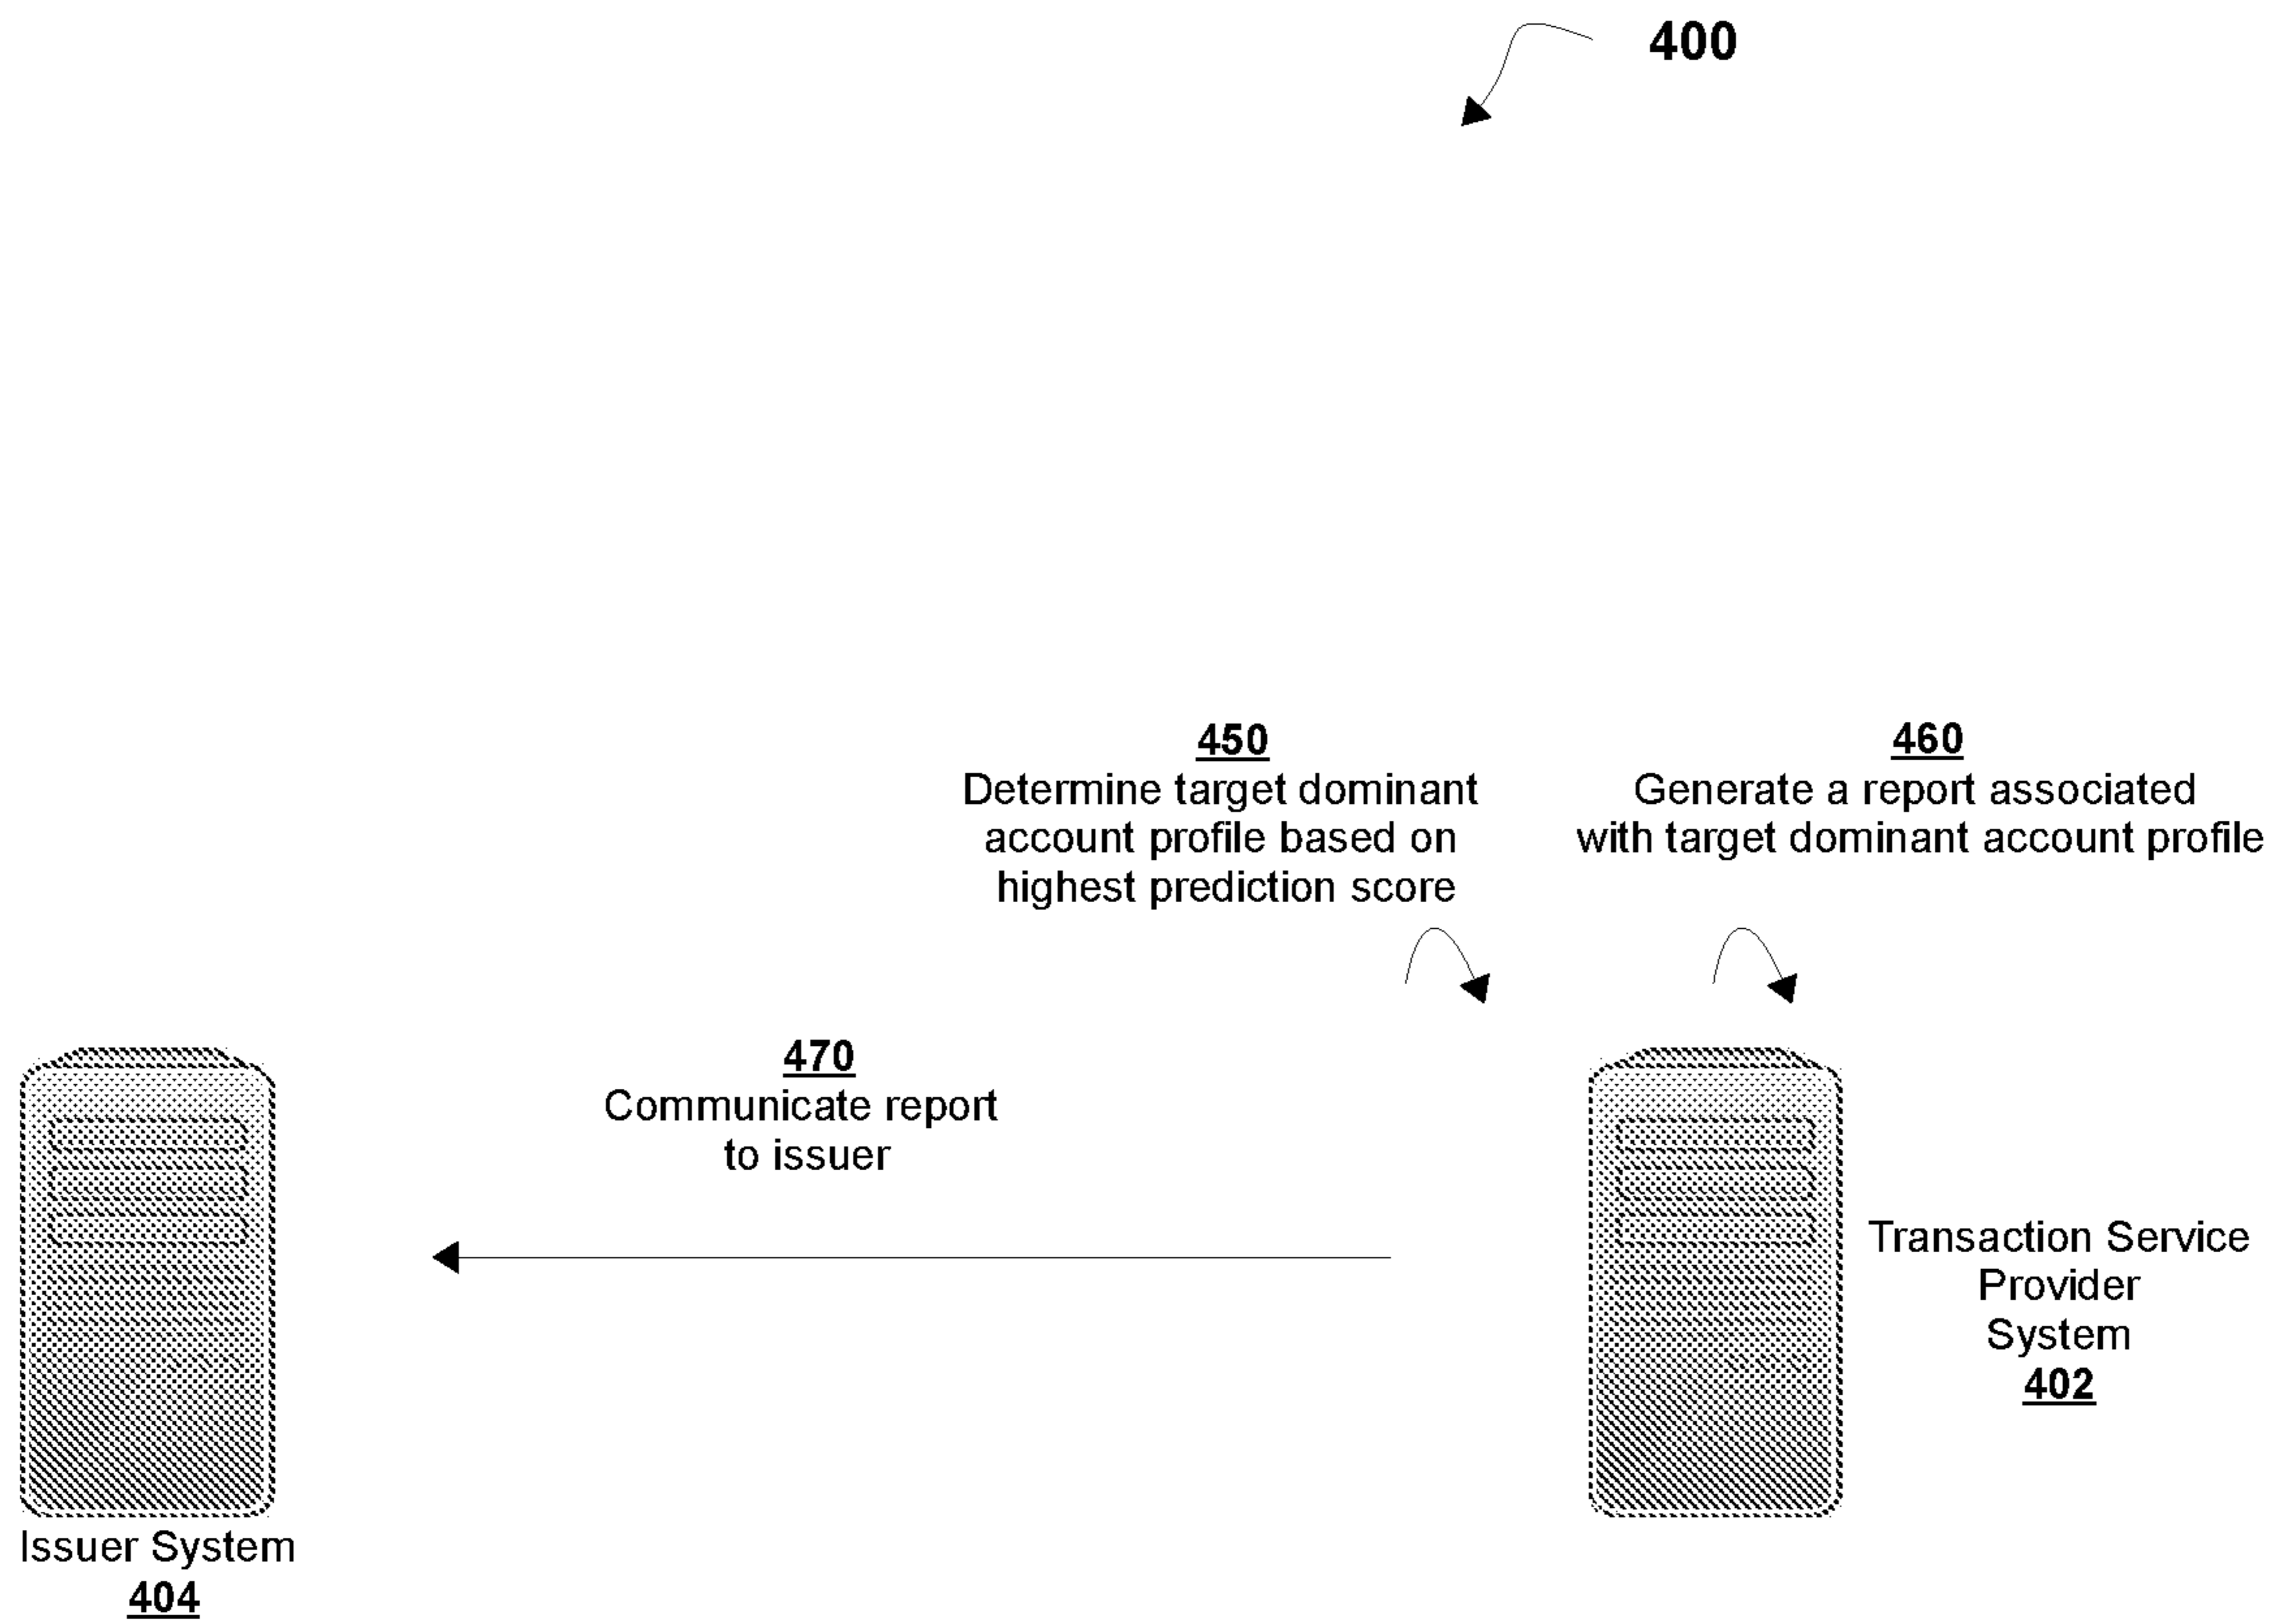 400
450
Determine target dominant
account profile based on
highest prediction score
460
Generate a report associated
with target dominant account profile
470
Communicate report
to issuer
Transaction Service
Provider
System
402
Issuer System
404